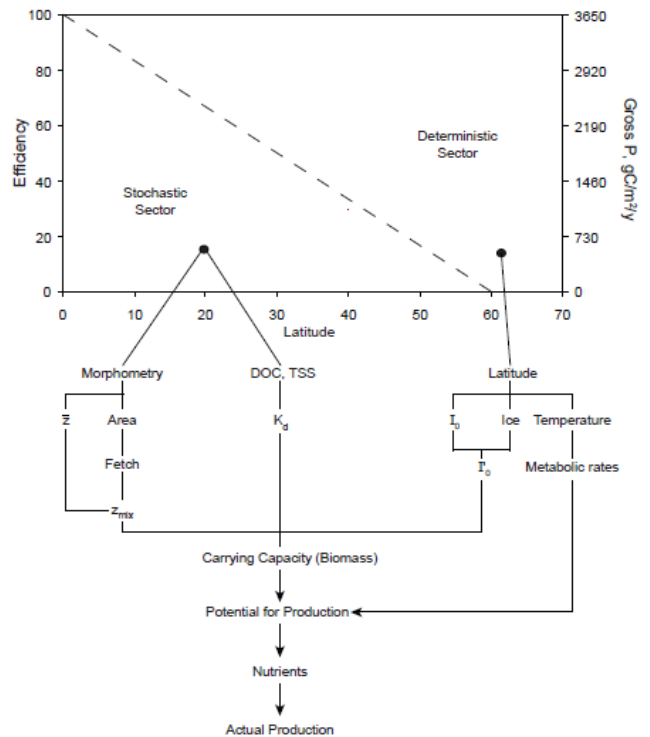 100
80
60
40
20
0
Efficiency
3650
2920
2190
1460
730
0
Gross P, gC/m²/y
Deterministic
Sector
Stochastic
Sector
0 10 20 30 40 50 60 70
Latitude
Morphometry DOC, TSS Latitude
z̄ Area K_d I_0 Ice Temperature
Fetch I'_0 Metabolic rates
z_mix
Carrying Capacity (Biomass)
Potential for Production
Nutrients
Actual Production